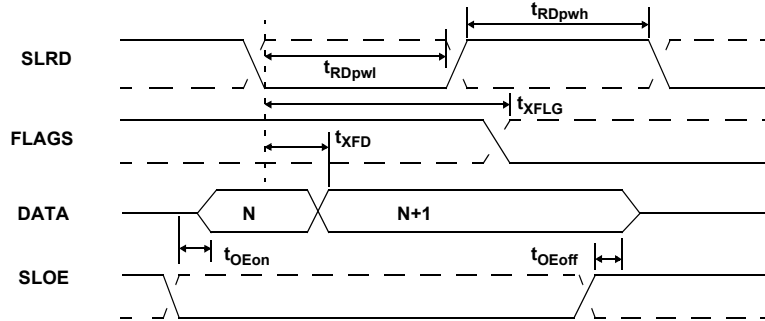 tRDpwh
SLRD
tRDpwl
tXFLG
FLAGS
tXFD
DATA
N
N+1
tOEon
tOEoff
SLOE